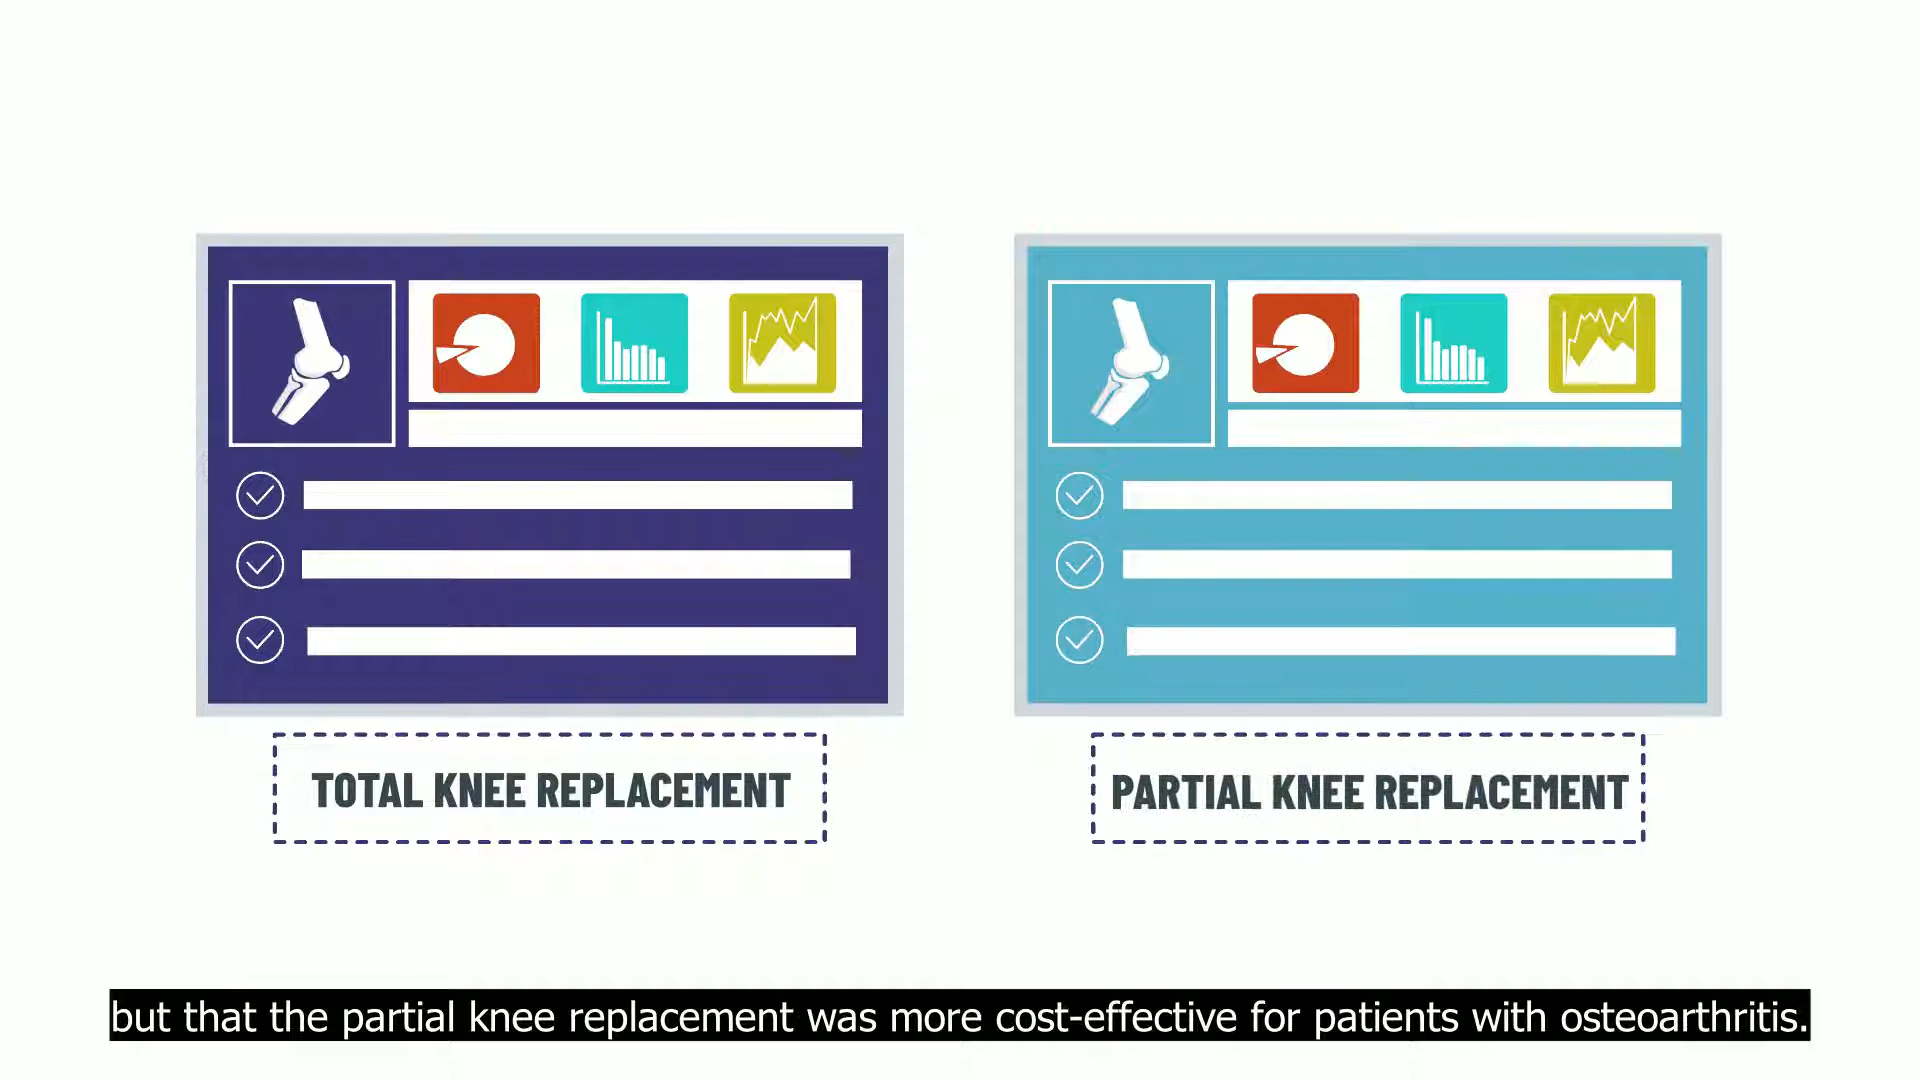 TOTAL KNEE REPLACEMENT
PARTIAL KNEE REPLACEMENT
but that the partial knee replacement was more cost-effective for patients with osteoarthritis.